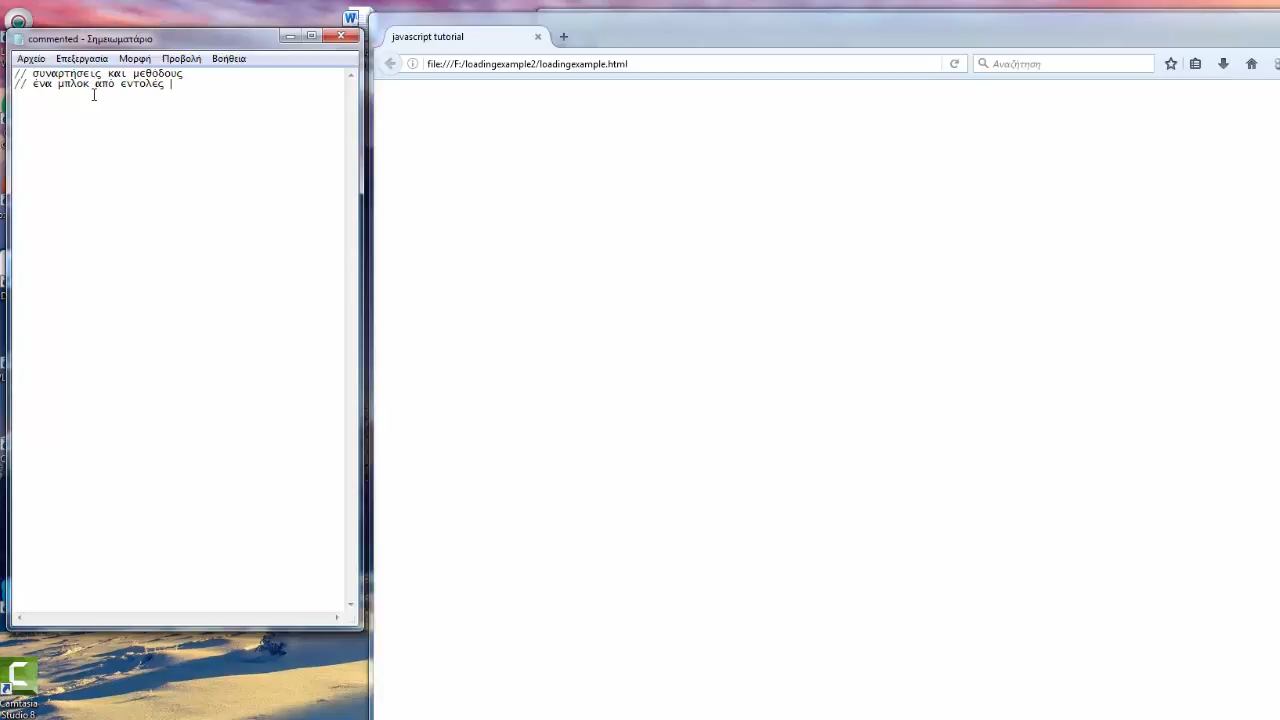 commented - Σημειωματάριο
Αρχείο Επεξεργασία Μορφή Προβολή Βοήθεια
// συναρτήσεις και μεθόδους
// ένα μπλοκ από εντολές
javascript tutorial
file:///F:/loadingexample2/loadingexample.html
Αναζήτηση
W
Camtasia
Studio 8